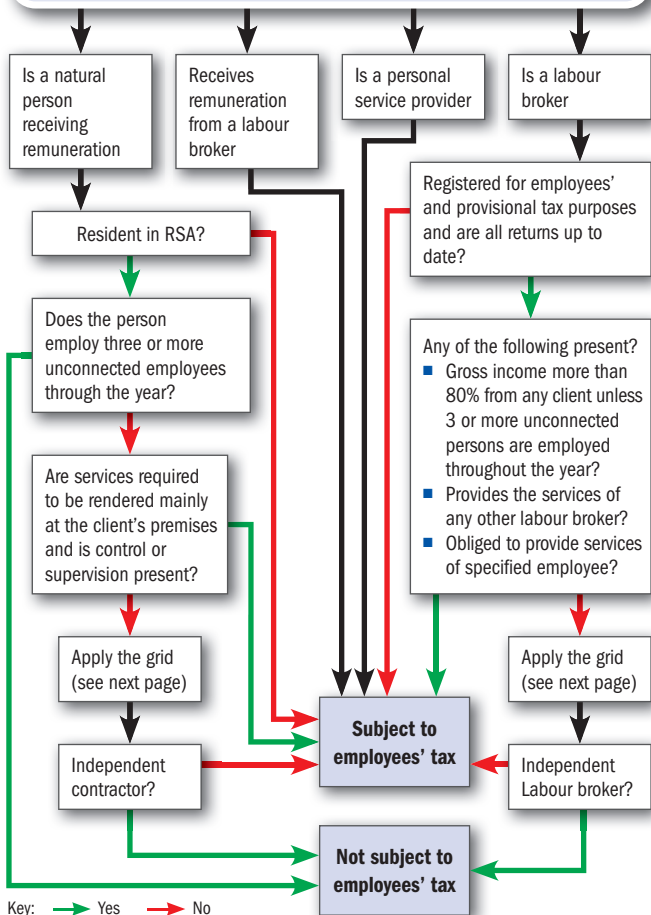 Is a natural
person
receiving
remuneration
Receives
remuneration
from a labour
broker
Is a personal
service provider
Is a labour
broker
Resident in RSA?
Registered for employees'
and provisional tax purposes
and are all returns up to
date?
Does the person
employ three or more
unconnected employees
through the year?
Any of the following present?
■ Gross income more than
80% from any client unless
3 or more unconnected
persons are employed
throughout the year?
■ Provides the services of
any other labour broker?
■ Obliged to provide services
of specified employee?
Are services required
to be rendered mainly
at the client's premises
and is control or
supervision present?
Apply the grid
(see next page)
Apply the grid
(see next page)
Subject to
employees' tax
Independent
contractor?
Independent
Labour broker?
Not subject to
employees' tax
Key: Yes No